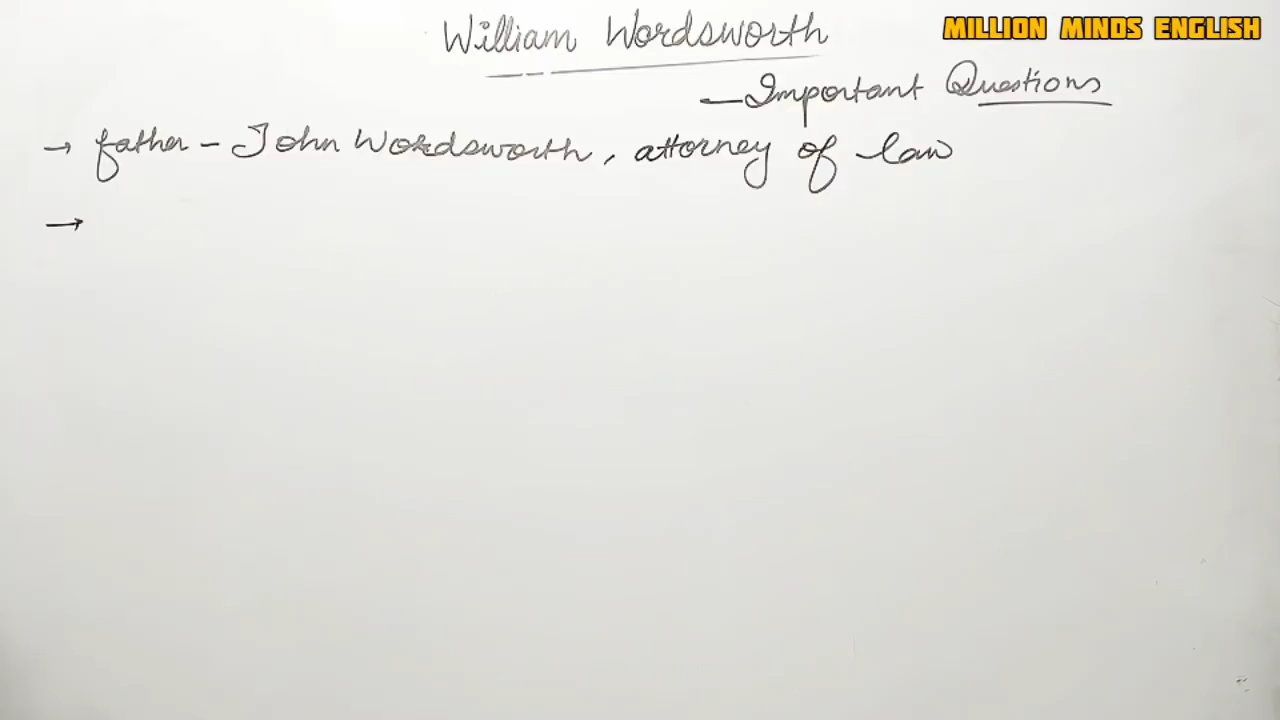 William Wordsworth
MILLION MINDS ENGLISH
— Important Questions
→ father - John Wordsworth, attorney of law
→